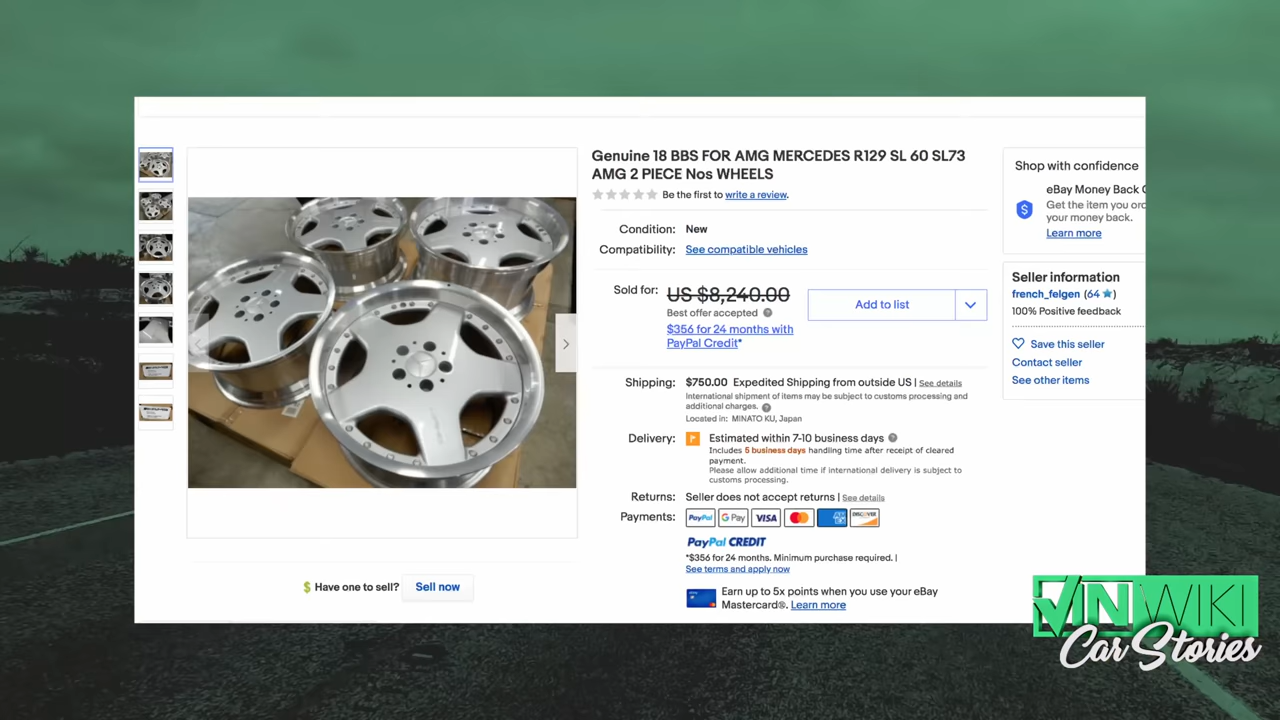 Genuine 18 BBS FOR AMG MERCEDES R129 SL 60 SL73
AMG 2 PIECE Nos WHEELS
Be the first to write a review.
Condition: New
Compatibility: See compatible vehicles
Sold for: US $8,240.00
Best offer accepted
$356 for 24 months with
PayPal Credit*
Add to list
Shipping: $750.00 Expedited Shipping from outside US | See details
International shipment of items may be subject to customs processing and
additional charges.
Located in: MINATO KU, Japan
Delivery: Estimated within 7-10 business days
Includes 5 business days handling time after receipt of cleared
payment.
Please allow additional time if international delivery is subject to
customs processing.
Returns: Seller does not accept returns | See details
Payments: PayPal G Pay VISA DISCOVER
PayPal CREDIT
*$356 for 24 months. Minimum purchase required. |
See terms and apply now
Earn up to 5x points when you use your eBay
Mastercard®. Learn more
$ Have one to sell? Sell now
Shop with confidence
eBay Money Back
Get the item you
your money back.
Learn more
Seller information
french_felgen (64)
100% Positive feedback
Save this seller
Contact seller
See other items
VINWIKI
Car Stories